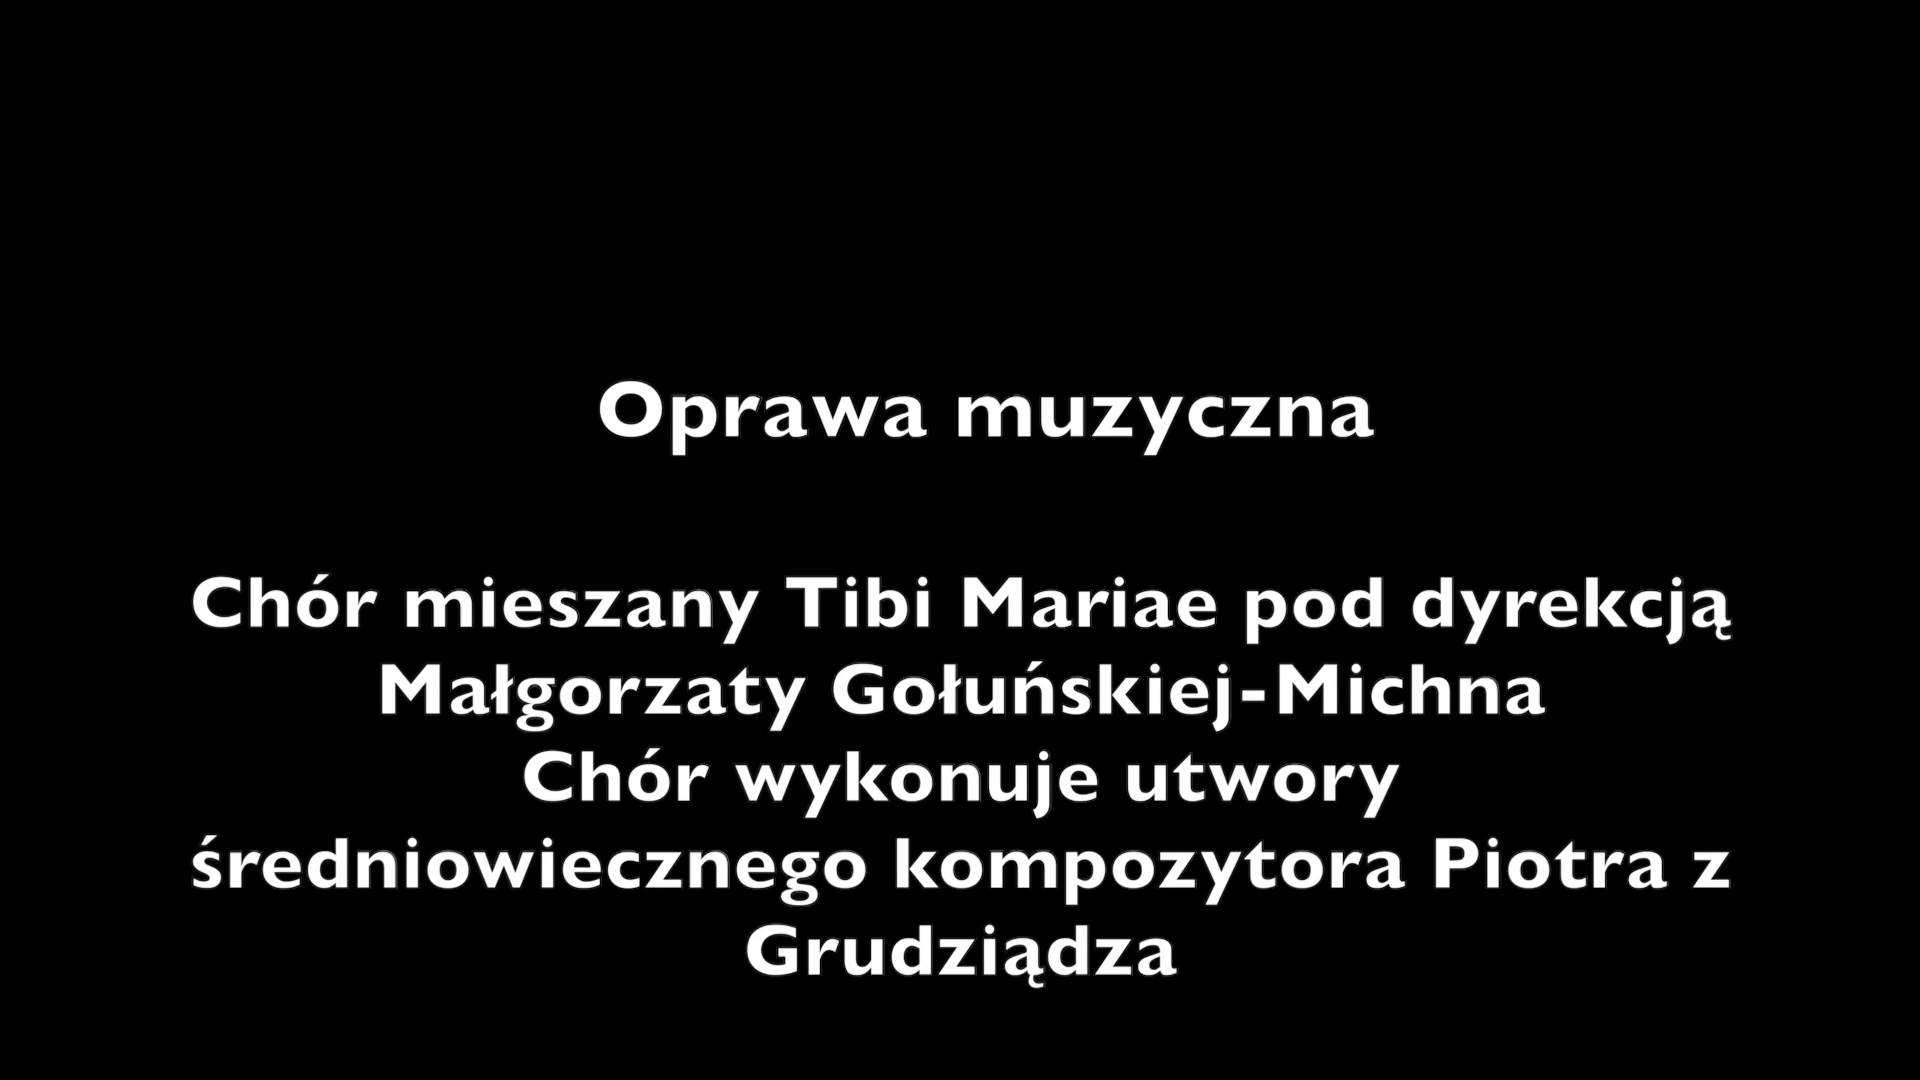 Oprawa muzyczna
Chór mieszany Tibi Mariae pod dyrekcją
Małgorzaty Gołuńskiej-Michna
Chór wykonuje utwory
średniowiecznego kompozytora Piotra z
Grudziądza